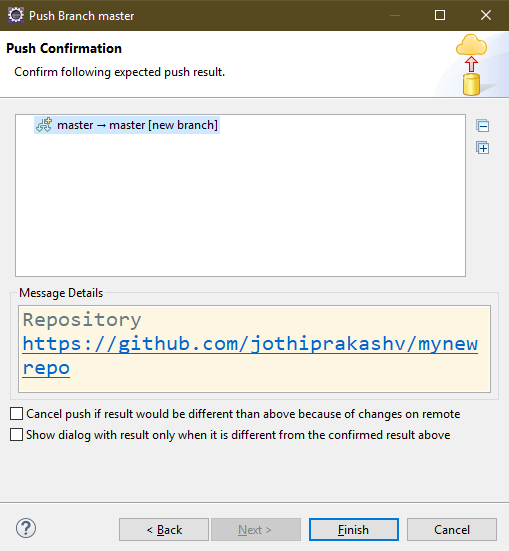 Push Branch master
Push Confirmation
Confirm following expected push result.
master → master [new branch]
Message Details
Repository
https://github.com/jothiprakashv/mynew
repo
Cancel push if result would be different than above because of changes on remote
Show dialog with result only when it is different from the confirmed result above
< Back
Next >
Finish
Cancel